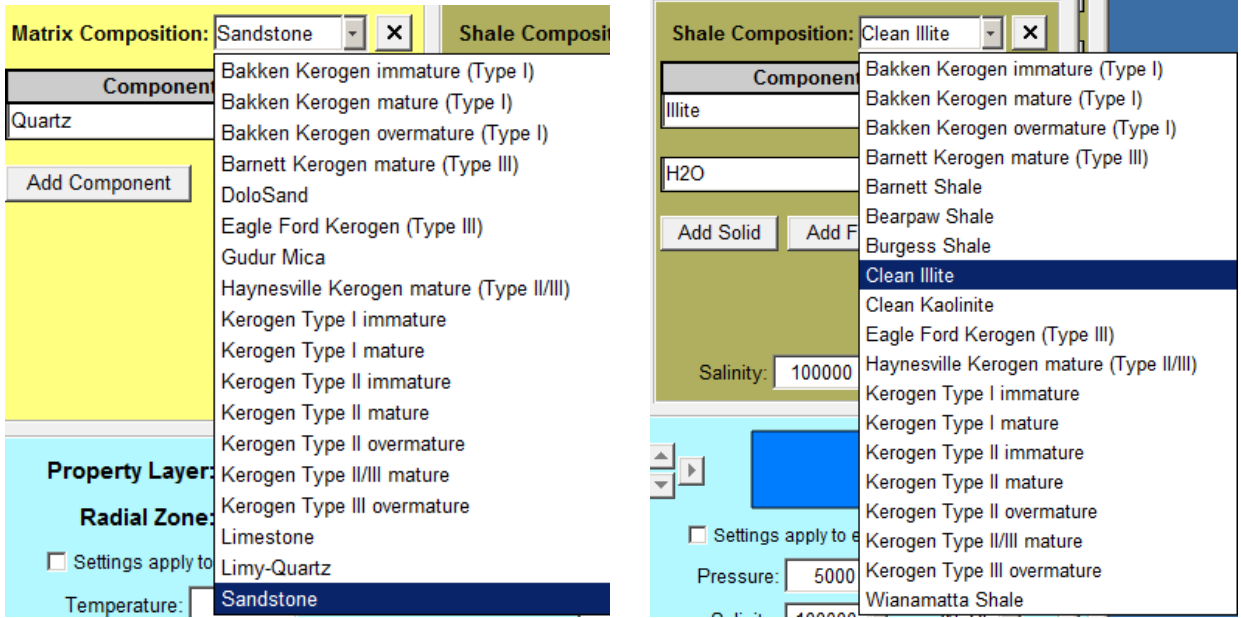 Matrix Composition: Sandstone
Shale Composit
Component
Quartz
Add Component
Bakken Kerogen immature (Type I)
Bakken Kerogen mature (Type I)
Bakken Kerogen overmature (Type I)
Barnett Kerogen mature (Type III)
DoloSand
Eagle Ford Kerogen (Type III)
Gudur Mica
Haynesville Kerogen mature (Type II/III)
Kerogen Type I immature
Kerogen Type I mature
Kerogen Type II immature
Kerogen Type II mature
Kerogen Type II overmature
Kerogen Type II/III mature
Kerogen Type III overmature
Limestone
Limy-Quartz
Sandstone
Property Layer:
Radial Zone:
Settings apply to
Temperature:
Shale Composition: Clean Illite
Component
Illite
H2O
Add Solid
Add F
Salinity: 100000
Bakken Kerogen immature (Type I)
Bakken Kerogen mature (Type I)
Bakken Kerogen overmature (Type I)
Barnett Kerogen mature (Type III)
Barnett Shale
Bearpaw Shale
Burgess Shale
Clean Illite
Clean Kaolinite
Eagle Ford Kerogen (Type III)
Haynesville Kerogen mature (Type II/III)
Kerogen Type I immature
Kerogen Type I mature
Kerogen Type II immature
Kerogen Type II mature
Kerogen Type II overmature
Kerogen Type II/III mature
Kerogen Type III overmature
Wianamatta Shale
Settings apply to e
Pressure: 5000